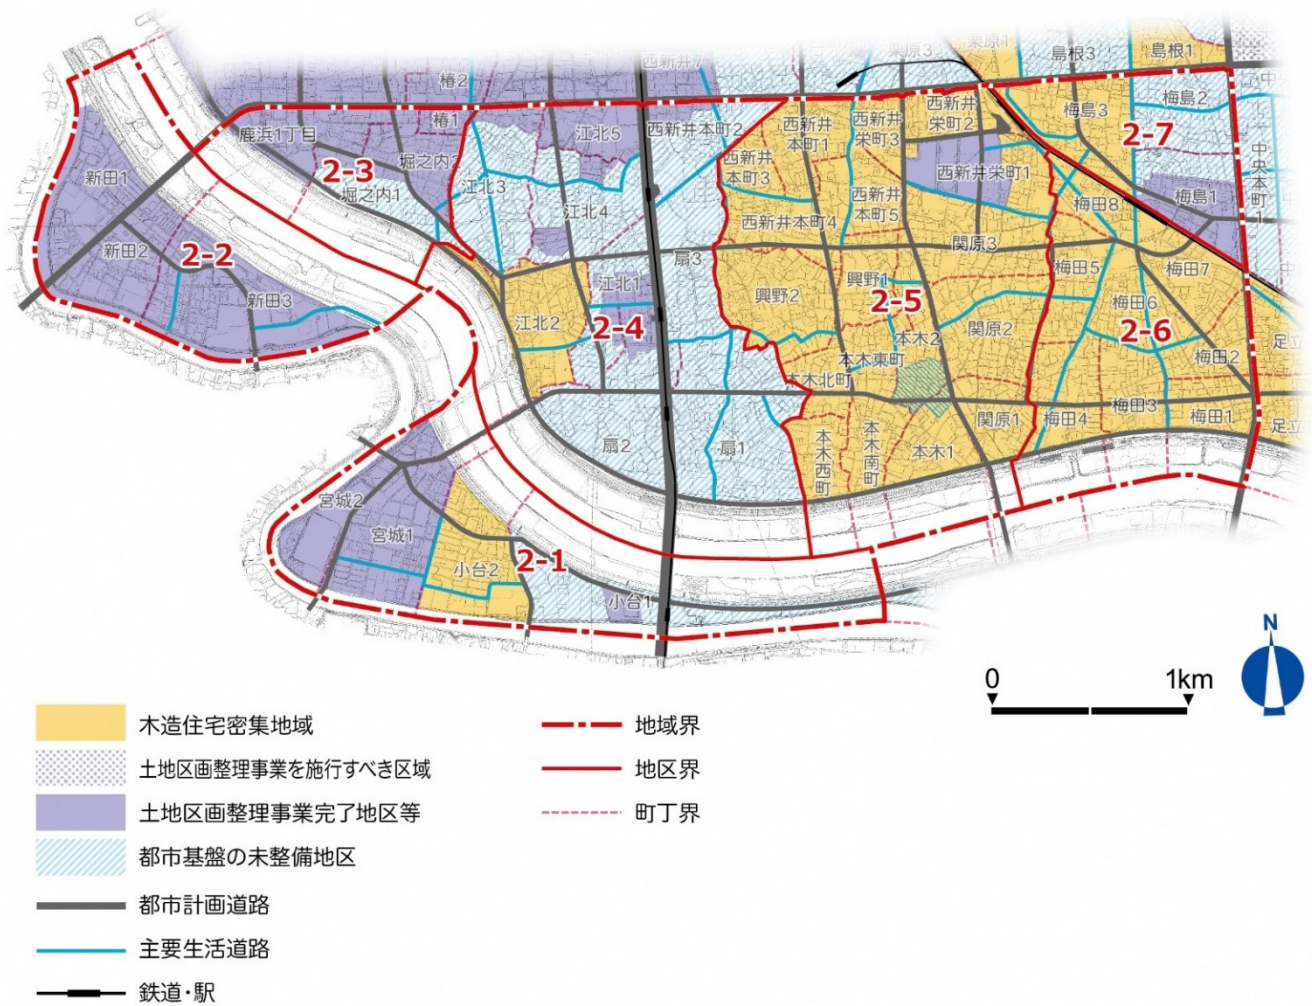 栗原3
栗原1
島根3
島根1
西新井7
椿2
中央
梅島2
椿1
鹿浜1丁目
江北5
西新井本町2
西新井
本町1
西新井
栄町3
西新井
栄町2
梅島3
2-7
中央本町1
堀之内2
2-3
堀之内1
江北3
新田1
西新井
本町3
西新井栄町1
梅島1
梅田8
江北4
西新井
本町5
西新井本町4
関原3
新田2
2-2
扇3
梅田5
梅田7
新田3
江北1
興野2
興野1
2-5
梅田6
江北2
2-4
本木2
関原2
2-6
足立
本木東町
梅田2
本木北町
扇2
扇1
本木西町
本木南町
本木1
関原1
梅田4
梅田3
梅田1
足立
宮城2
宮城1
小台2
2-1
小台1
N
0
1km
木造住宅密集地域
土地区画整理事業を施行すべき区域
土地区画整理事業完了地区等
都市基盤の未整備地区
都市計画道路
主要生活道路
鉄道・駅
地域界
地区界
町丁界